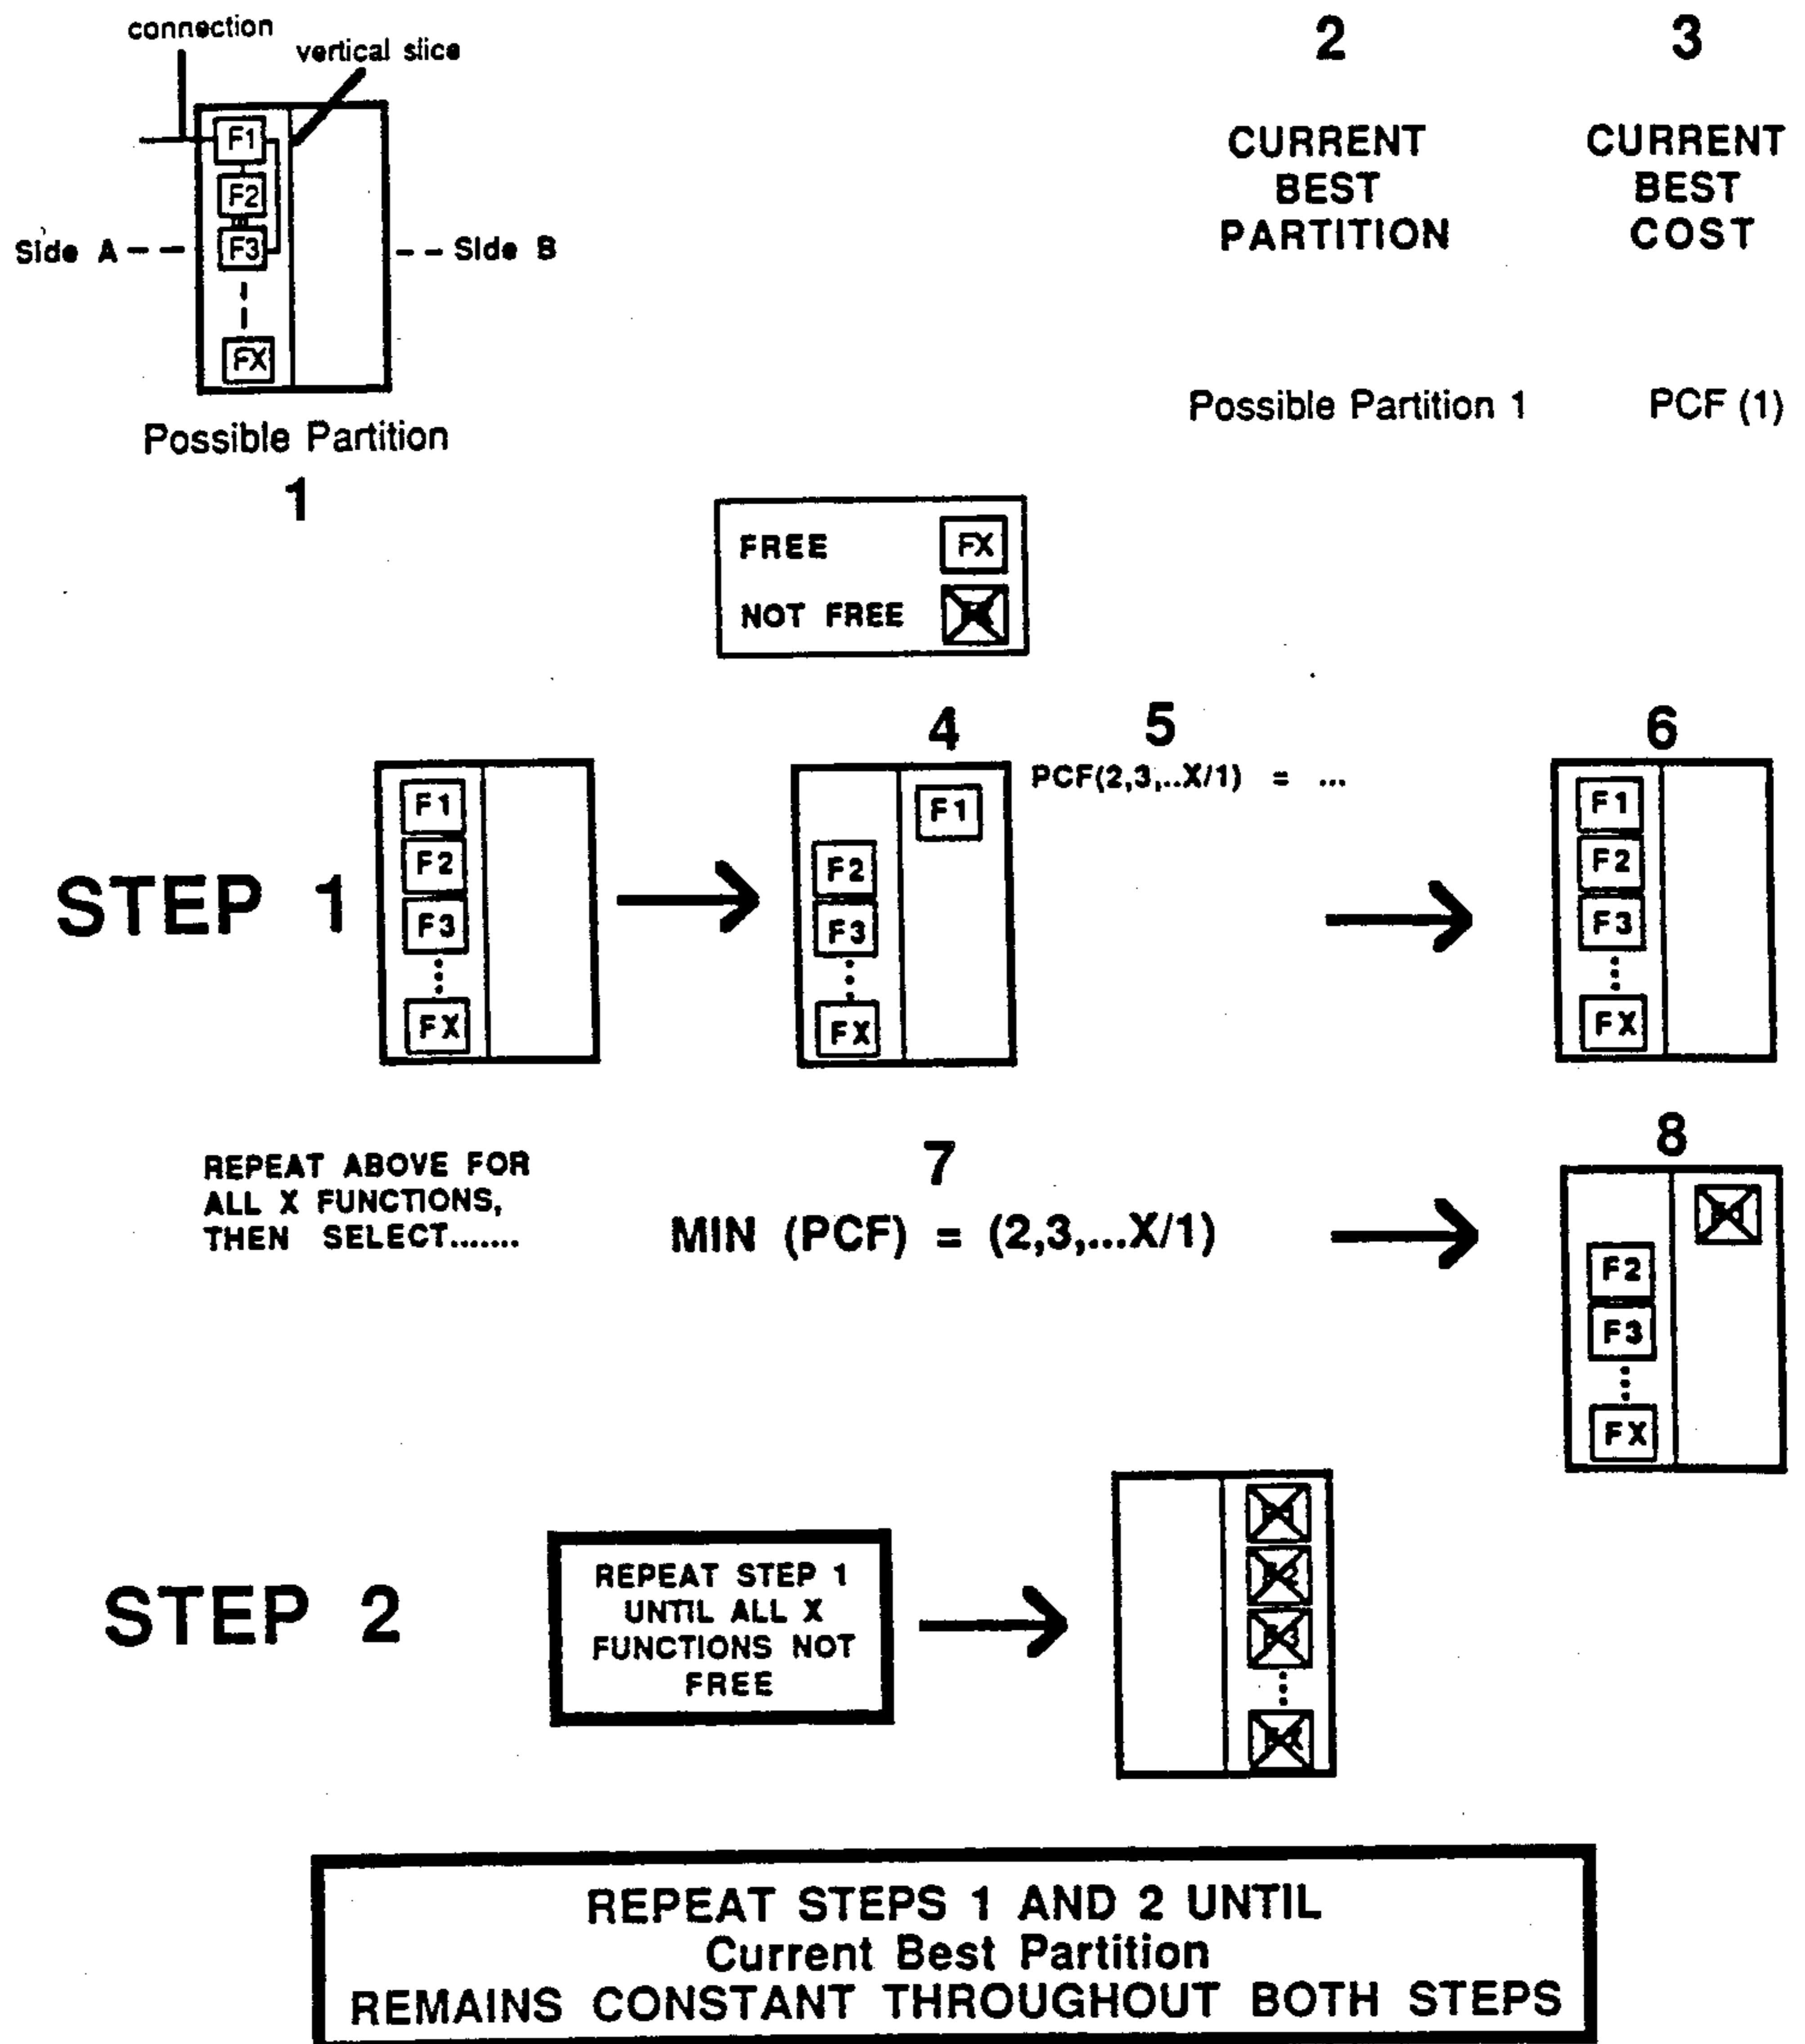 connection
vertical slice
F1
F2
F3
FX
Side A
Side B
Possible Partition
1
2
3
CURRENT
BEST
PARTITION
CURRENT
BEST
COST
Possible Partition 1
PCF (1)
FREE
FX
NOT FREE
STEP 1
F1
F2
F3
FX
4
F1
F2
F3
FX
5
PCF(2,3,..X/1) = ...
6
F1
F2
F3
FX
REPEAT ABOVE FOR
ALL X FUNCTIONS,
THEN SELECT.......
7
MIN (PCF) = (2,3,...X/1)
8
F2
F3
FX
STEP 2
REPEAT STEP 1
UNTIL ALL X
FUNCTIONS NOT
FREE
REPEAT STEPS 1 AND 2 UNTIL
Current Best Partition
REMAINS CONSTANT THROUGHOUT BOTH STEPS